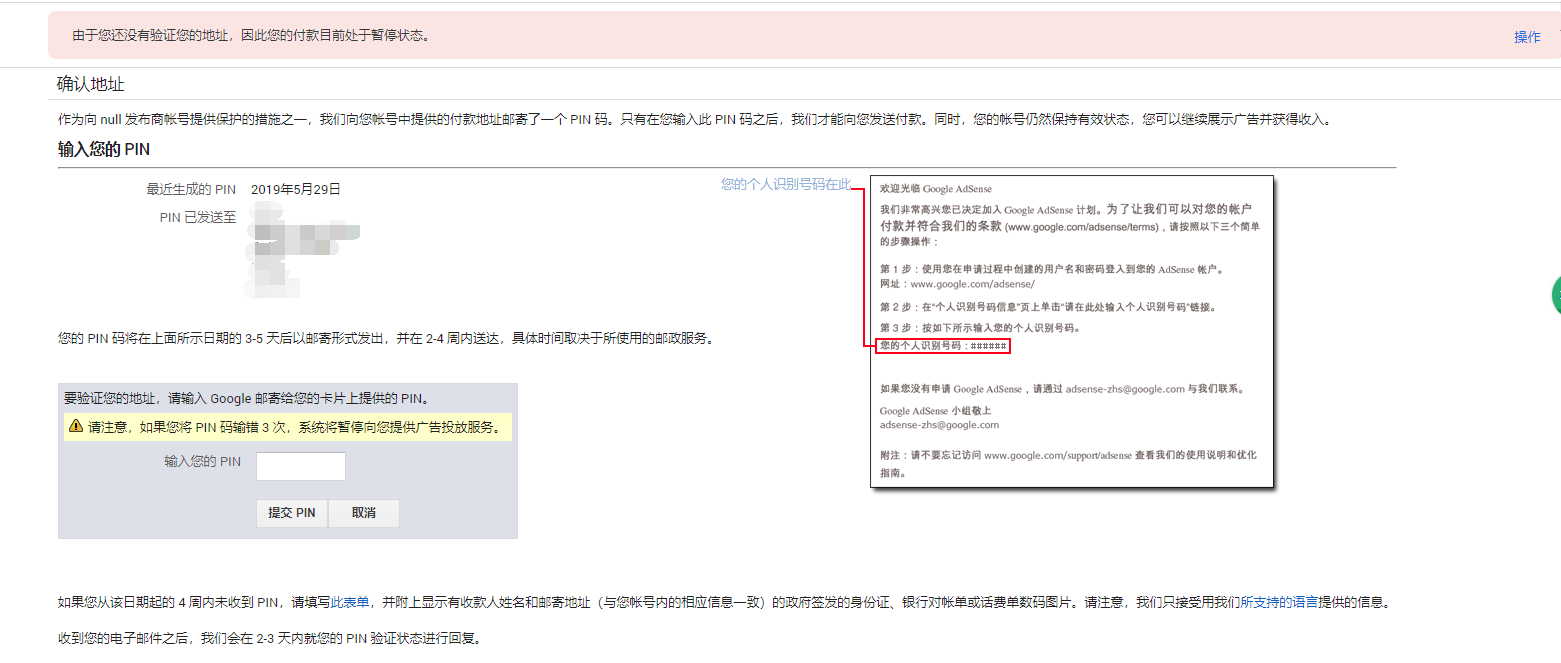 由于您还没有验证您的地址，因此您的付款目前处于暂停状态。
操作
确认地址
作为向 null 发布商帐号提供保护的措施之一，我们向您帐号中提供的付款地址邮寄了一个 PIN 码。只有在您输入此 PIN 码之后，我们才能向您发送付款。同时，您的帐号仍然保持有效状态，您可以继续展示广告并获得收入。
输入您的 PIN
最近生成的 PIN 2019年5月29日
PIN 已发送至
您的 PIN 码将在上面所示日期的 3-5 天后以邮寄形式发出，并在 2-4 周内送达，具体时间取决于所使用的邮政服务。
要验证您的地址，请输入 Google 邮寄给您的卡片上提供的 PIN。
请注意，如果您将 PIN 码输错 3 次，系统将暂停向您提供广告投放服务。
输入您的 PIN
提交 PIN 取消
您的个人识别号码在此
欢迎光临 Google AdSense
我们非常高兴您已决定加入 Google AdSense 计划。为了让我们可以对您的帐户
付款并符合我们的条款 (www.google.com/adsense/terms)，请按照以下三个简单
的步骤操作：
第 1 步：使用您在申请过程中创建的用户名和密码登入到您的 AdSense 帐户。
网址：www.google.com/adsense/
第 2 步：在“个人识别号码信息”页上单击“请在此处输入个人识别号码”链接。
第 3 步：按如下所示输入您的个人识别号码。
您的个人识别号码：######
如果您没有申请 Google AdSense，请通过 adsense-zhs@google.com 与我们联系。
Google AdSense 小组敬上
adsense-zhs@google.com
附注：请不要忘记访问 www.google.com/support/adsense 查看我们的使用说明和优化
指南。
如果您从该日期起的 4 周内未收到 PIN，请填写此表单，并附上显示有收款人姓名和邮寄地址（与您帐号内的相应信息一致）的政府签发的身份证、银行对帐单或话费单数码图片。请注意，我们只接受用我们所支持的语言提供的信息。
收到您的电子邮件之后，我们会在 2-3 天内就您的 PIN 验证状态进行回复。